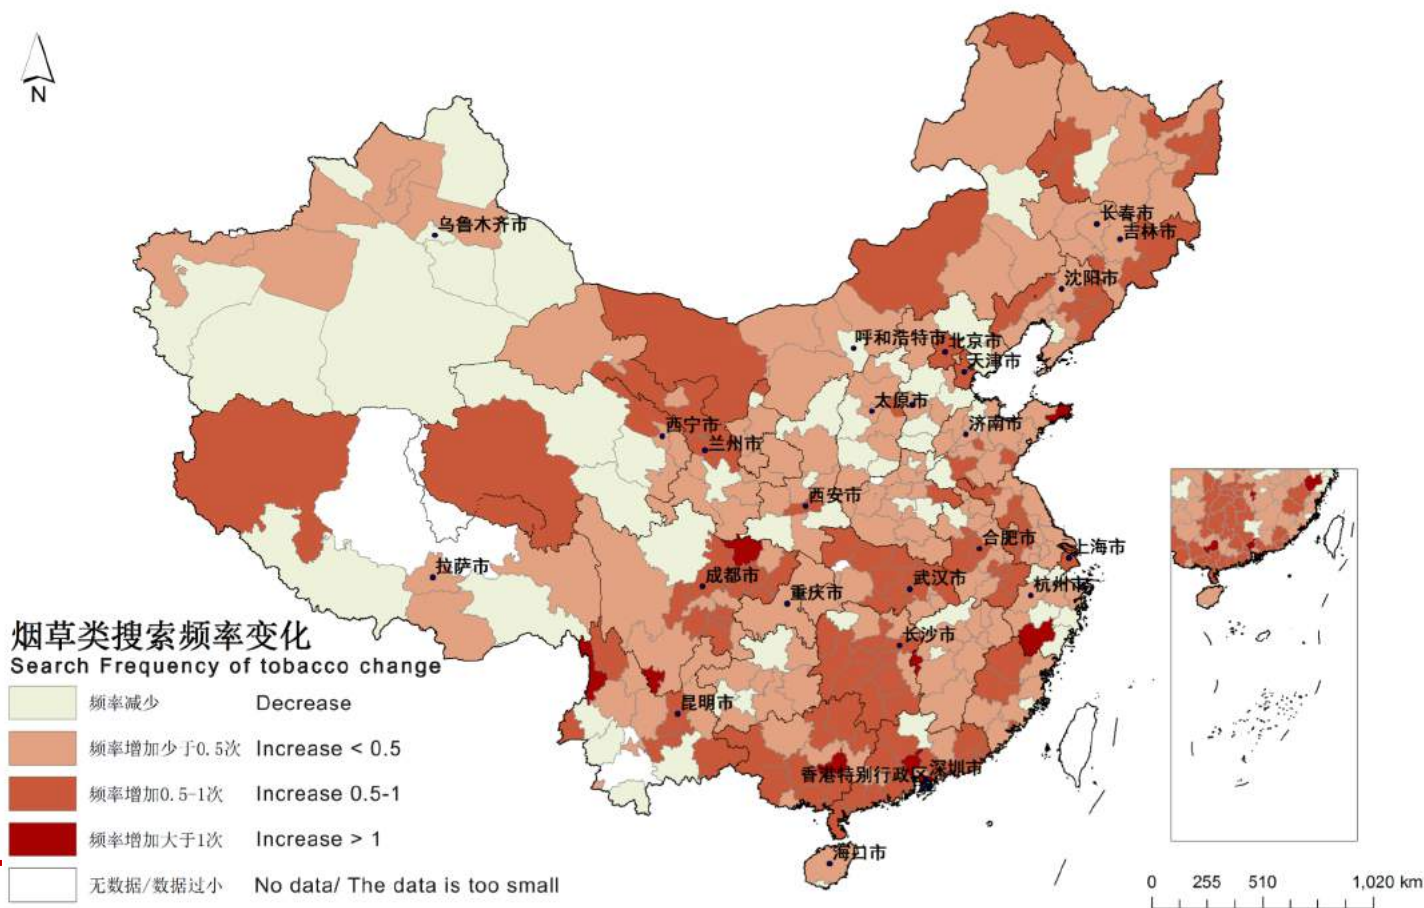 N
乌鲁木齐市
长春市
吉林市
沈阳市
呼和浩特市
北京市
天津市
太原市
济南市
西宁市
兰州市
西安市
合肥市
上海市
拉萨市
成都市
武汉市
杭州市
重庆市
长沙市
昆明市
香港特别行政区
深圳市
海口市
烟草类搜索频率变化
Search Frequency of tobacco change
频率减少 Decrease
频率增加少于0.5次 Increase < 0.5
频率增加0.5-1次 Increase 0.5-1
频率增加大于1次 Increase > 1
无数据/数据过小 No data/ The data is too small
0 255 510 1,020 km